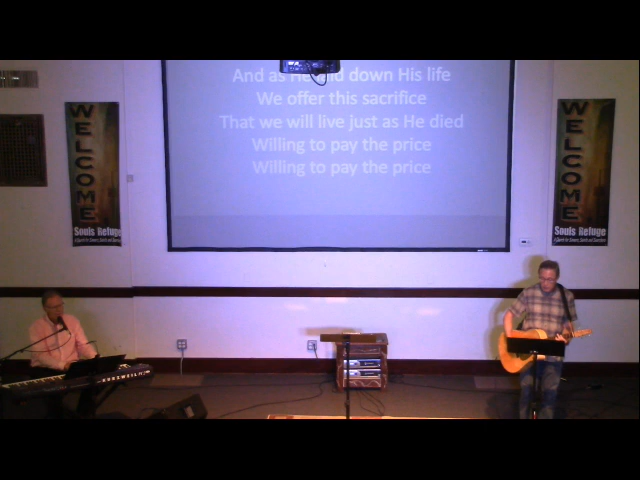 And as He laid down His life
We offer this sacrifice
That we will live just as He died
Willing to pay the price
Willing to pay the price
WELCOME
Souls Refuge
WELCOME
Souls Refuge